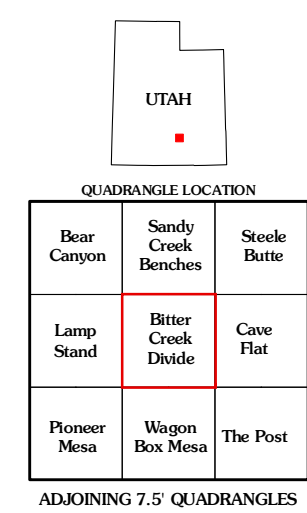 UTAH
QUADRANGLE LOCATION
Bear
Canyon
Sandy
Creek
Benches
Steele
Butte
Lamp
Stand
Bitter
Creek
Divide
Cave
Flat
Pioneer
Mesa
Wagon
Box Mesa
The Post
ADJOINING 7.5' QUADRANGLES